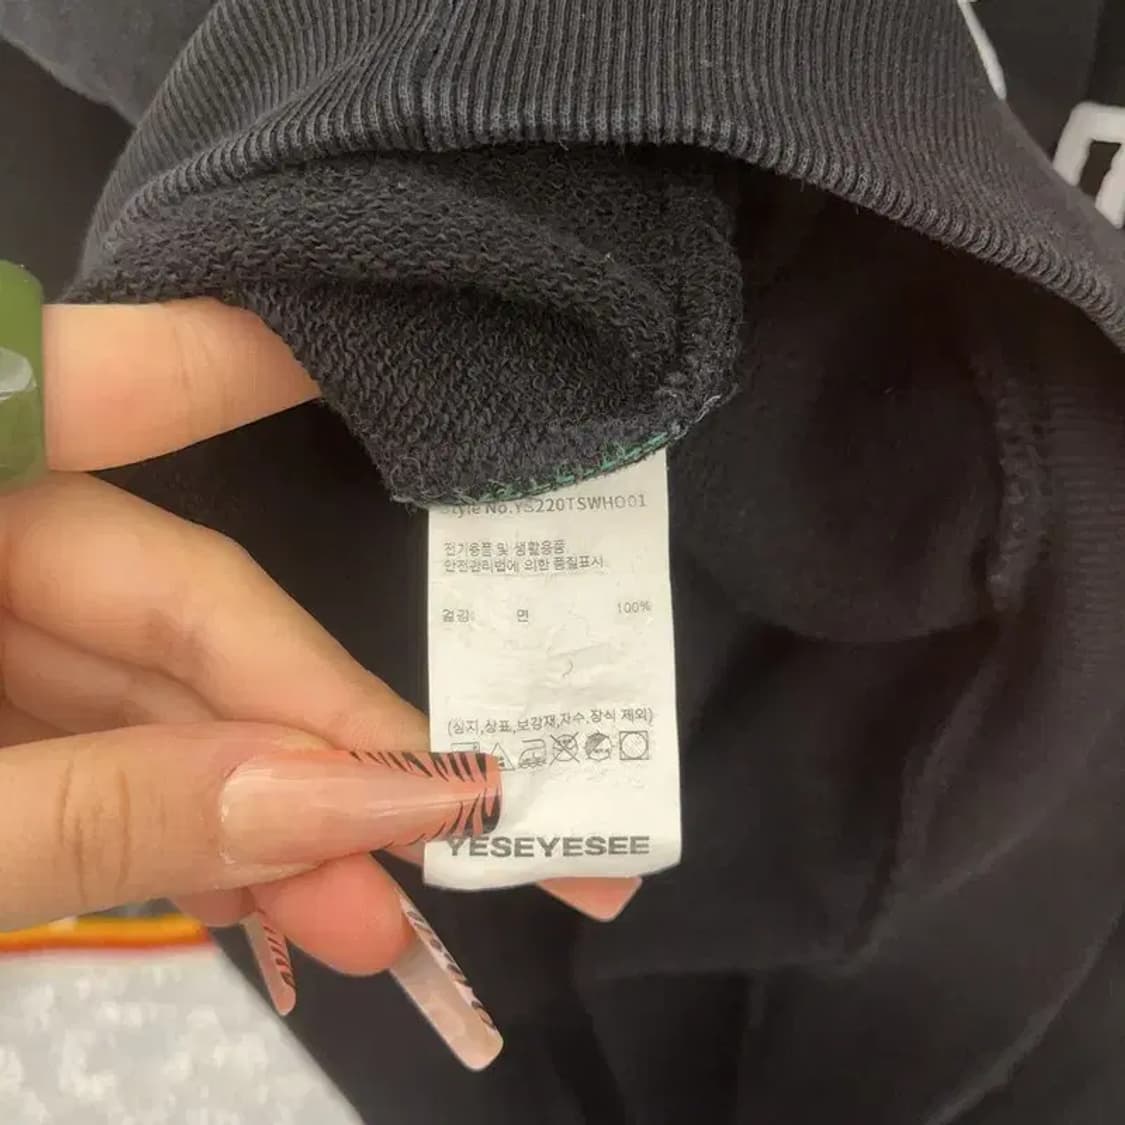 Style No.YS220TSWHO01
전기용품 및 생활용품
안전관리법에 의한 품질표시
겉감: 면 100%
(심지,상표,보강재,자수,장식 제외)
YESEYESEE